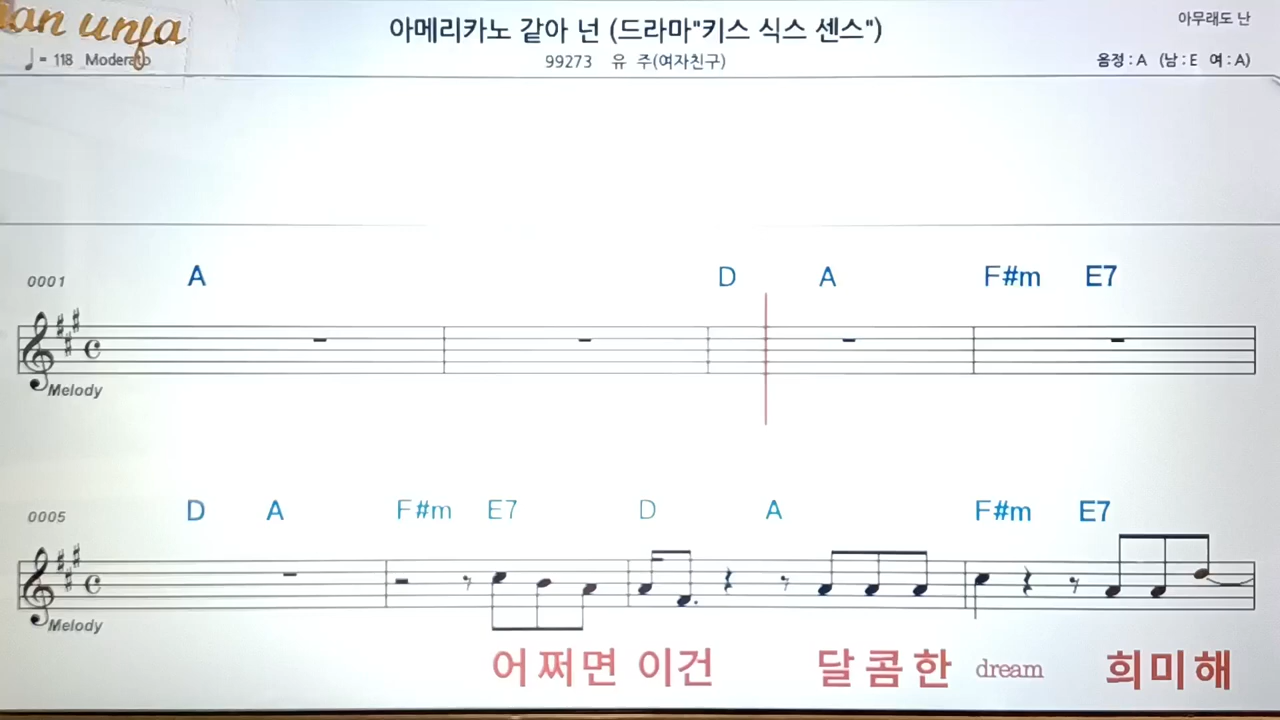 아메리카노 같아 넌 (드라마"키스 식스 센스")
아무래도 난
♩= 118 Moderato
99273 유 주(여자친구)
음정 : A (남 : E 여 : A)
0001 A D A F#m E7
Melody
0005 D A F#m E7 D A F#m E7
Melody
어쩌면 이건 달콤한 dream 희미해